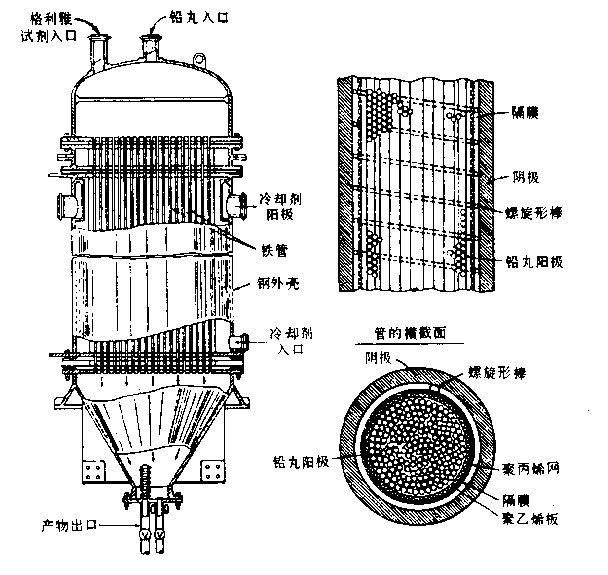 格利雅
试剂入口
铅丸入口
冷却剂
阳极
铁管
钢外壳
冷却剂
入口
产物出口
隔膜
阴极
螺旋形棒
铅丸阳极
管的横截面
阴极
螺旋形棒
铅丸阳极
聚丙烯网
隔膜
聚乙烯板